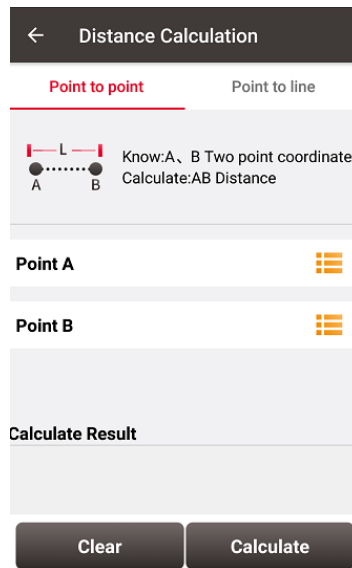 Distance Calculation
Point to point
Point to line
L
A
B
Know:A、 B Two point coordinate
Calculate:AB Distance
Point A
Point B
Calculate Result
Clear
Calculate